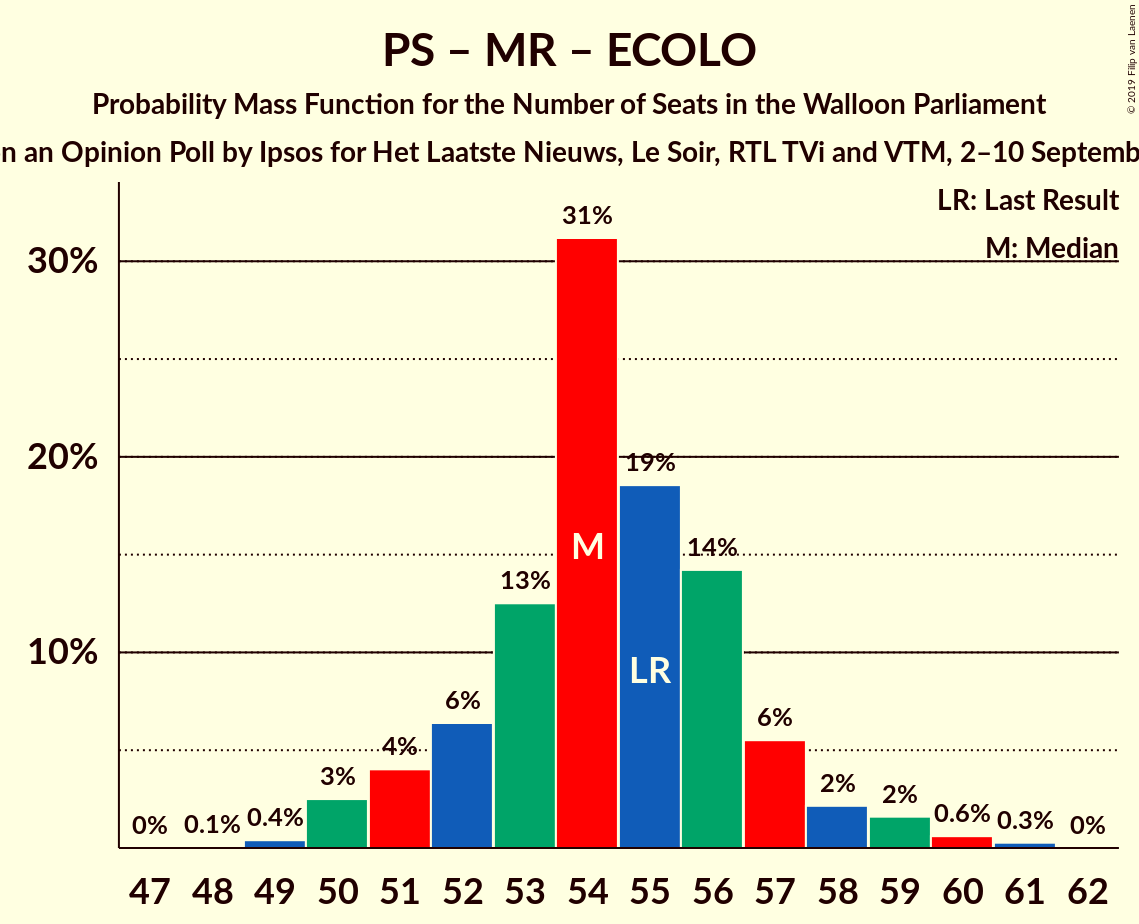 PS – MR – ECOLO
Probability Mass Function for the Number of Seats in the Walloon Parliament
n an Opinion Poll by Ipsos for Het Laatste Nieuws, Le Soir, RTL TVi and VTM, 2–10 Septemb
© 2019 Filip van Laenen
LR: Last Result
M: Median
30%
20%
10%
0%
0.1%
0.4%
3%
4%
6%
13%
31%
19%
14%
6%
2%
2%
0.6%
0.3%
0%
M
LR
47 48 49 50 51 52 53 54 55 56 57 58 59 60 61 62